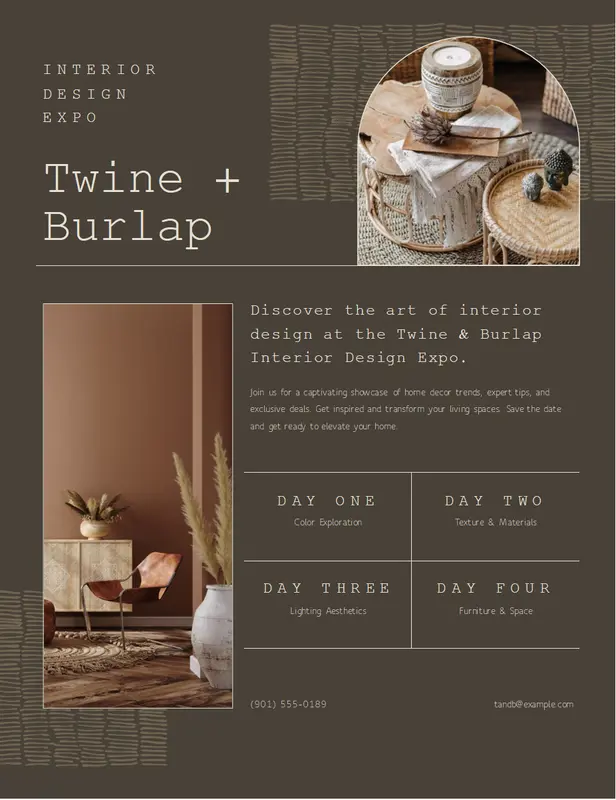 INTERIOR
DESIGN
EXPO
Twine +
Burlap
Discover the art of interior
design at the Twine & Burlap
Interior Design Expo.
Join us for a captivating showcase of home decor trends, expert tips, and
exclusive deals. Get inspired and transform your living spaces. Save the date
and get ready to elevate your home.
DAY ONE
Color Exploration
DAY TWO
Texture & Materials
DAY THREE
Lighting Aesthetics
DAY FOUR
Furniture & Space
(901) 555-0189
tandb@example.com